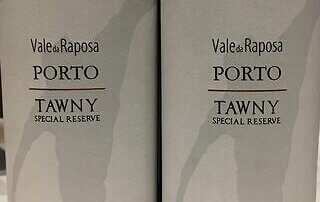 Vale da Raposa
PORTO
TAWNY
SPECIAL RESERVE
Vale da Raposa
PORTO
TAWNY
SPECIAL RESERVE